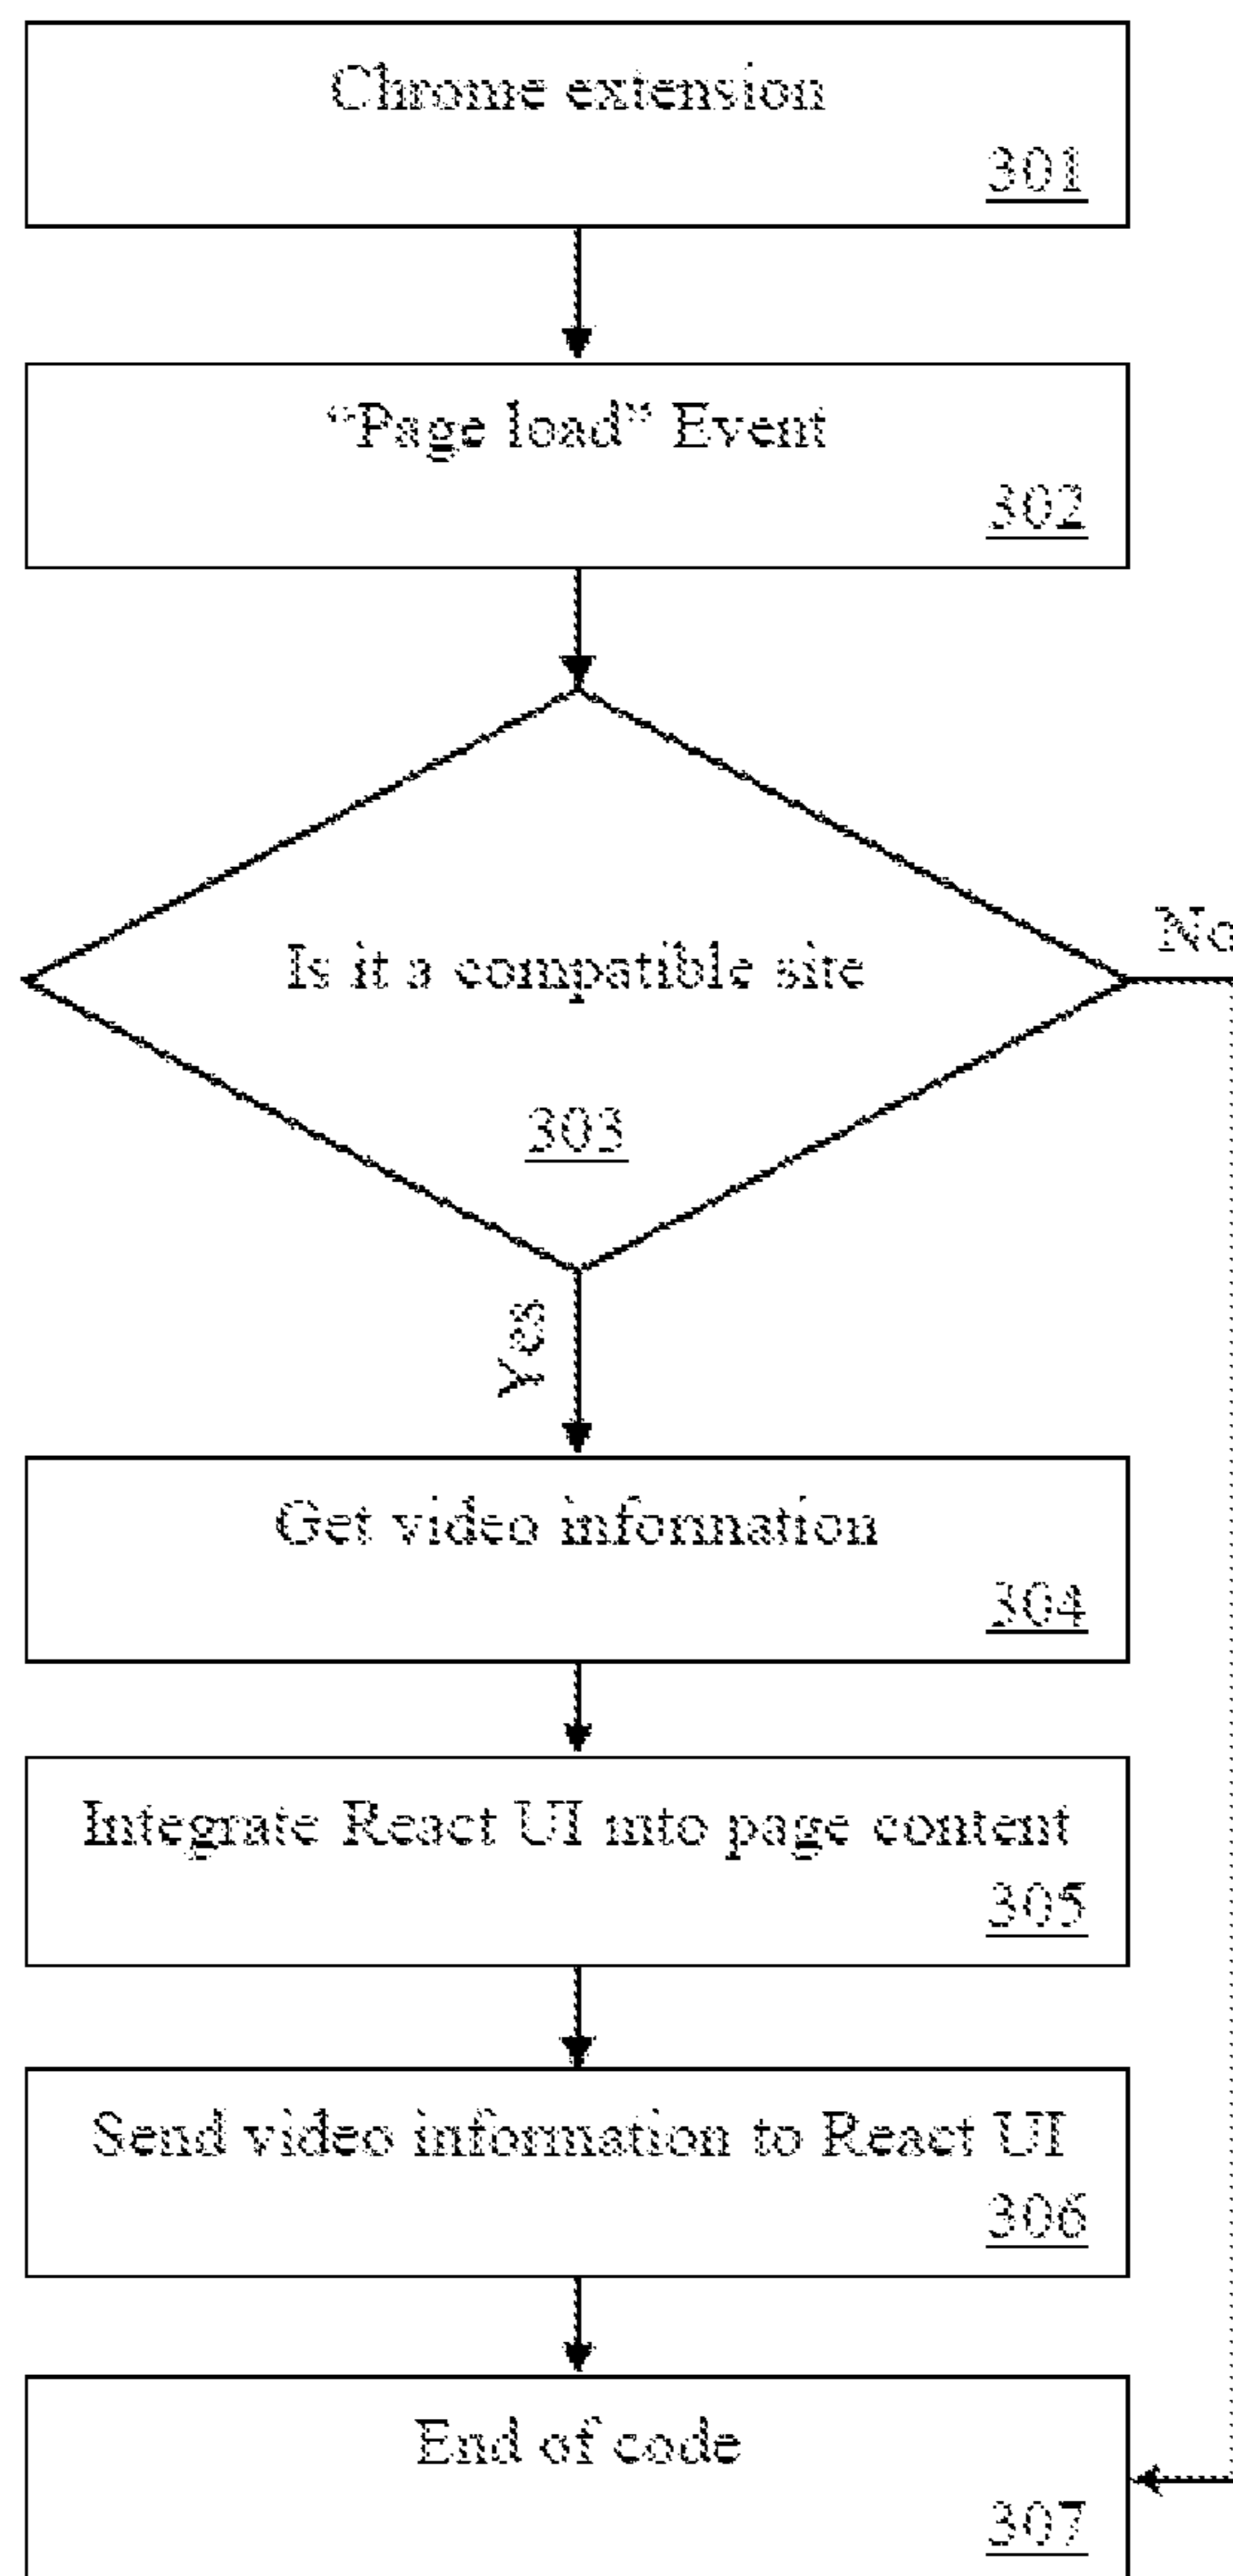 Chrome extension
301
“Page load” Event
302
Is it a compatible site
No
303
Yes
Get video information
304
Integrate React UI into page content
305
Send video information to React UI
306
End of code
307